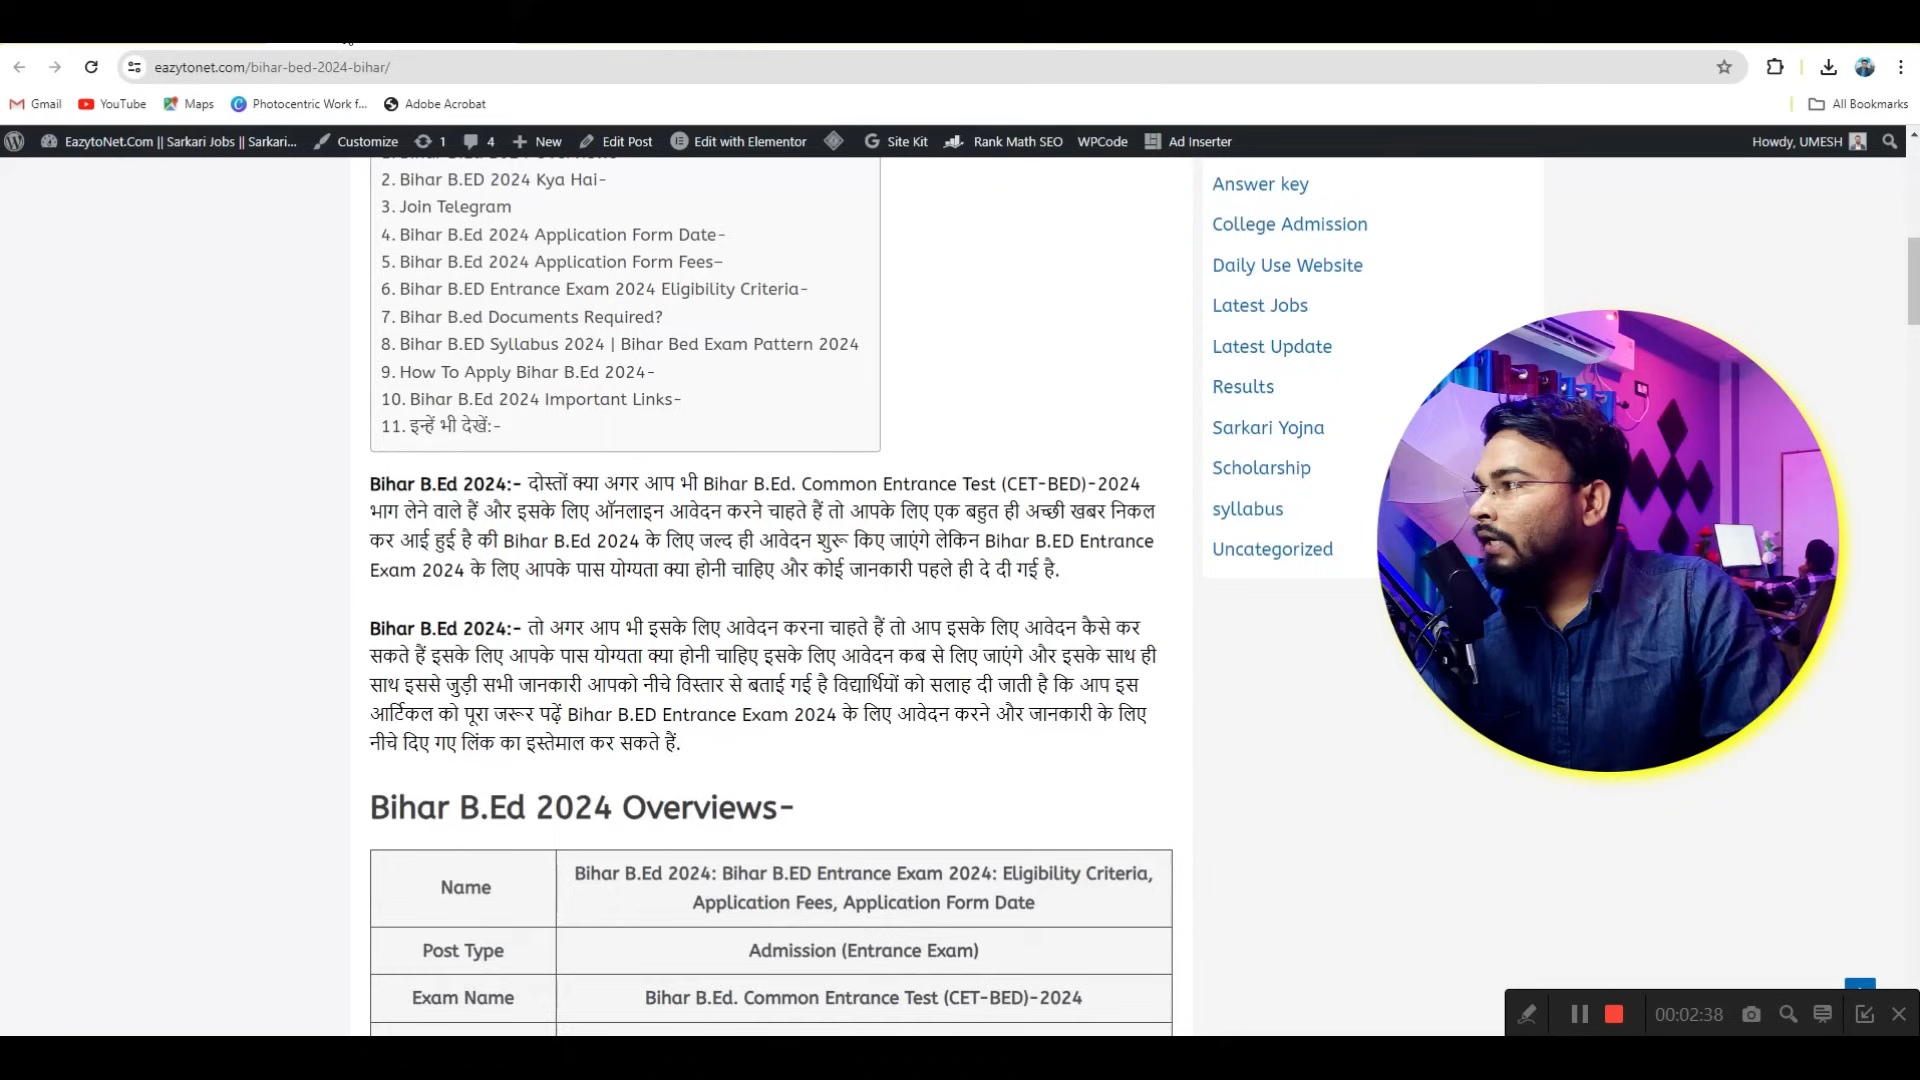 eazytonet.com/bihar-bed-2024-bihar/
Gmail YouTube Maps Photocentric Work f... Adobe Acrobat All Bookmarks
EazytoNet.Com || Sarkari Jobs || Sarkari... Customize 1 4 New Edit Post Edit with Elementor Site Kit Rank Math SEO WPCode Ad Inserter Howdy, UMESH
2. Bihar B.ED 2024 Kya Hai-
3. Join Telegram
4. Bihar B.Ed 2024 Application Form Date-
5. Bihar B.Ed 2024 Application Form Fees–
6. Bihar B.ED Entrance Exam 2024 Eligibility Criteria-
7. Bihar B.ed Documents Required?
8. Bihar B.ED Syllabus 2024 | Bihar Bed Exam Pattern 2024
9. How To Apply Bihar B.Ed 2024-
10. Bihar B.Ed 2024 Important Links-
11. इन्हें भी देखें:-
Bihar B.Ed 2024:- दोस्तों क्या अगर आप भी Bihar B.Ed. Common Entrance Test (CET-BED)-2024
भाग लेने वाले हैं और इसके लिए ऑनलाइन आवेदन करने चाहते हैं तो आपके लिए एक बहुत ही अच्छी खबर निकल
कर आई हुई है की Bihar B.Ed 2024 के लिए जल्द ही आवेदन शुरू किए जाएंगे लेकिन Bihar B.ED Entrance
Exam 2024 के लिए आपके पास योग्यता क्या होनी चाहिए और कोई जानकारी पहले ही दे दी गई है.
Bihar B.Ed 2024:- तो अगर आप भी इसके लिए आवेदन करना चाहते हैं तो आप इसके लिए आवेदन कैसे कर
सकते हैं इसके लिए आपके पास योग्यता क्या होनी चाहिए इसके लिए आवेदन कब से लिए जाएंगे और इसके साथ ही
साथ इससे जुड़ी सभी जानकारी आपको नीचे विस्तार से बताई गई है विद्यार्थियों को सलाह दी जाती है कि आप इस
आर्टिकल को पूरा जरूर पढ़ें Bihar B.ED Entrance Exam 2024 के लिए आवेदन करने और जानकारी के लिए
नीचे दिए गए लिंक का इस्तेमाल कर सकते हैं.
Bihar B.Ed 2024 Overviews-
Name
Bihar B.Ed 2024: Bihar B.ED Entrance Exam 2024: Eligibility Criteria,
Application Fees, Application Form Date
Post Type
Admission (Entrance Exam)
Exam Name
Bihar B.Ed. Common Entrance Test (CET-BED)-2024
Answer key
College Admission
Daily Use Website
Latest Jobs
Latest Update
Results
Sarkari Yojna
Scholarship
syllabus
Uncategorized
00:02:38